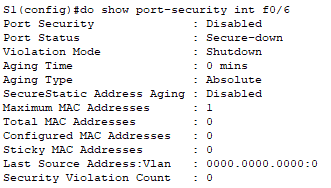 S1(config)#do show port-security int f0/6
Port Security              : Disabled
Port Status                : Secure-down
Violation Mode             : Shutdown
Aging Time                 : 0 mins
Aging Type                 : Absolute
SecureStatic Address Aging : Disabled
Maximum MAC Addresses      : 1
Total MAC Addresses        : 0
Configured MAC Addresses   : 0
Sticky MAC Addresses       : 0
Last Source Address:Vlan   : 0000.0000.0000:0
Security Violation Count   : 0